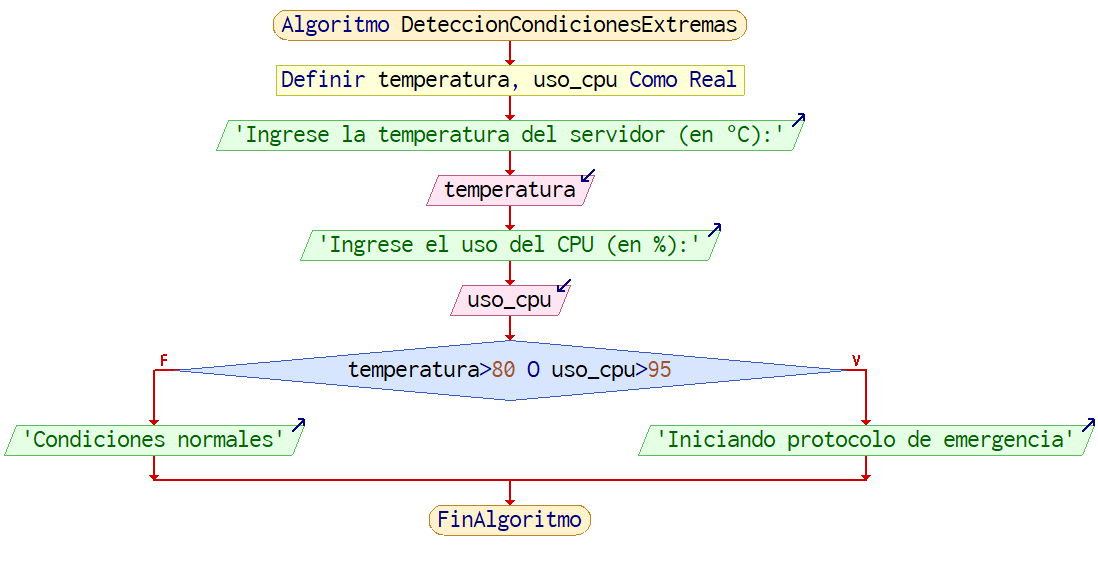 Algoritmo DeteccionCondicionesExtremas
Definir temperatura, uso_cpu Como Real
'Ingrese la temperatura del servidor (en °C):'
temperatura
'Ingrese el uso del CPU (en %):'
uso_cpu
F
V
temperatura>80 O uso_cpu>95
'Condiciones normales'
'Iniciando protocolo de emergencia'
FinAlgoritmo